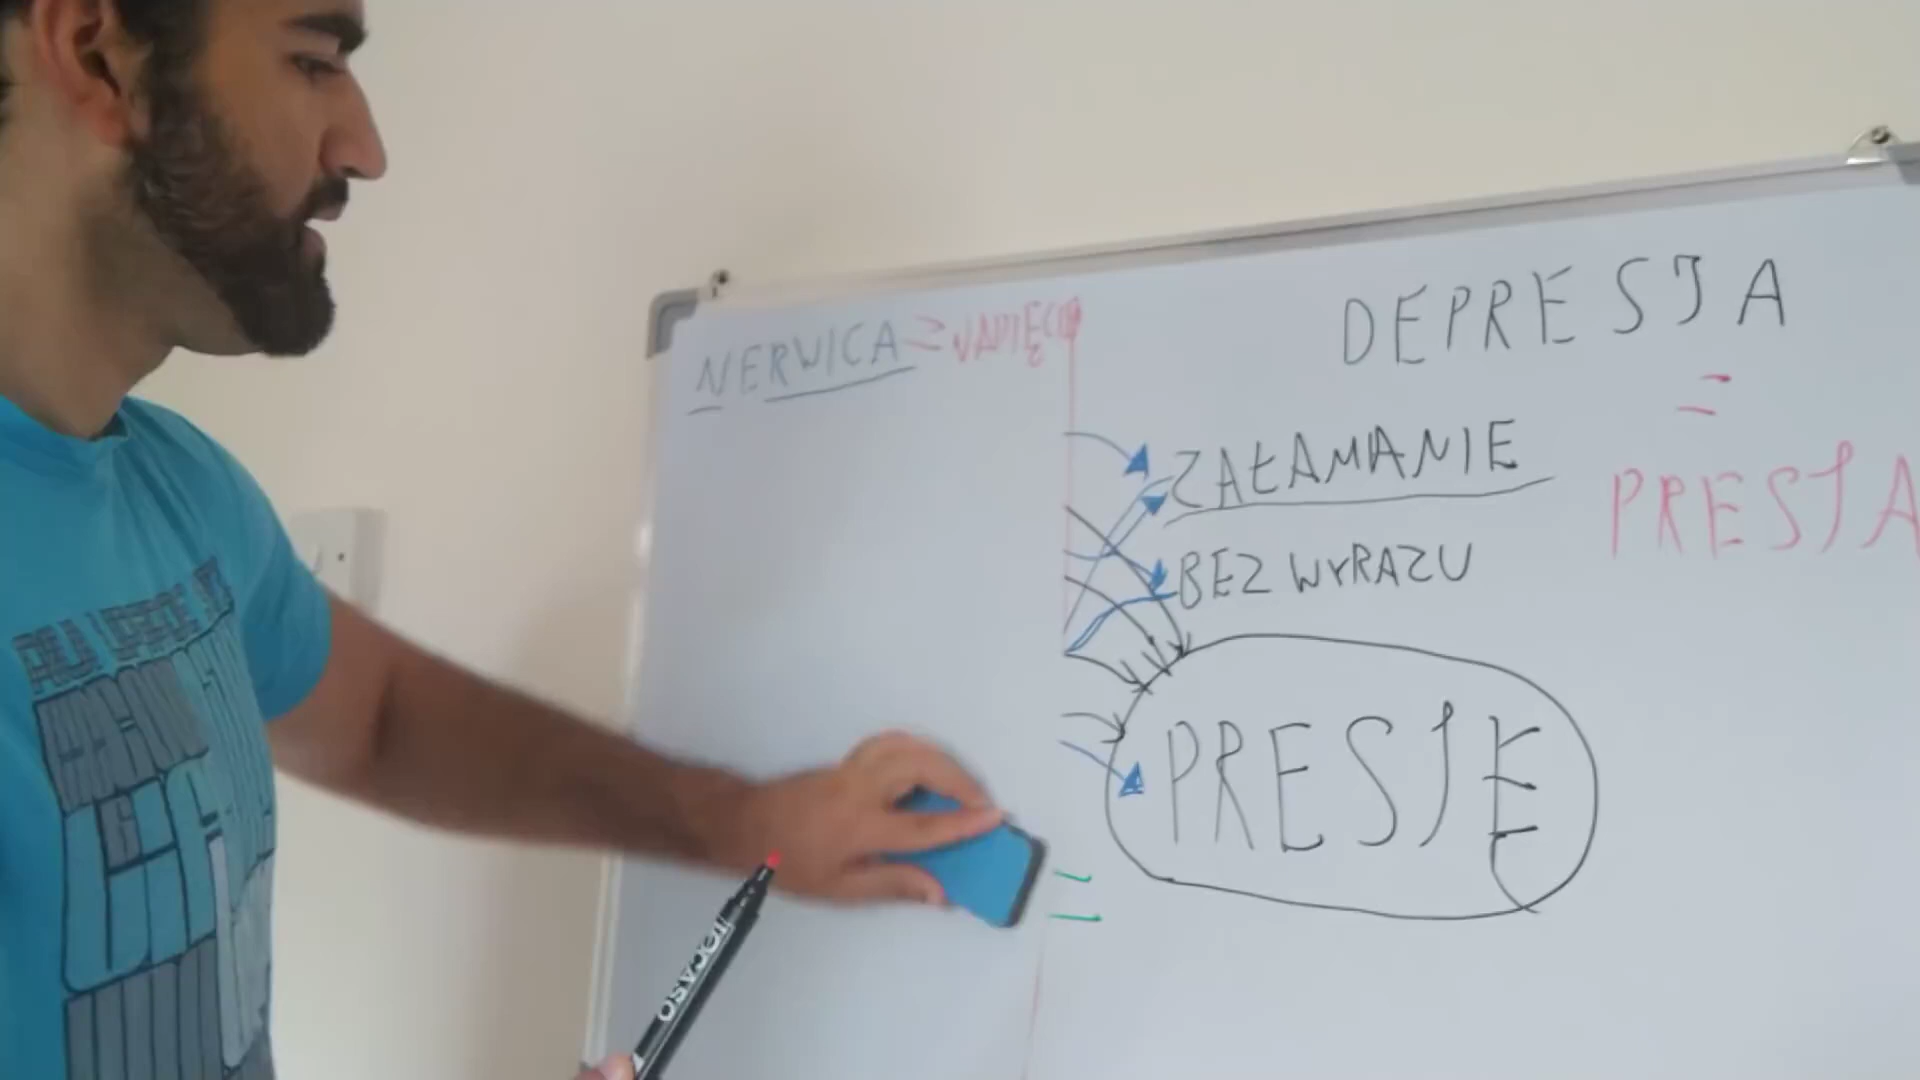 NERWICA =
DEPRESJA
=
PRESJA
ZAŁAMANIE
BEZ WYRAZU
PRESJĘ
=